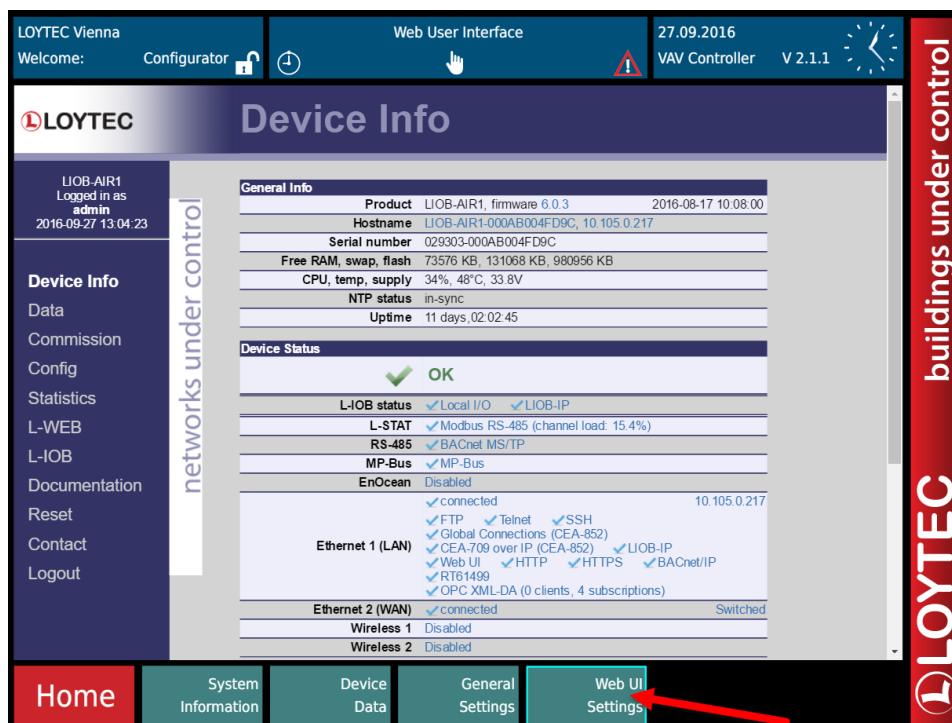 LOYTEC Vienna
Welcome: Configurator
Web User Interface
27.09.2016
VAV Controller V 2.1.1
LOYTEC
Device Info
LIOB-AIR1
Logged in as
admin
2016-09-27 13:04:23
Device Info
Data
Commission
Config
Statistics
L-WEB
L-IOB
Documentation
Reset
Contact
Logout
networks under control
General Info
Product LIOB-AIR1, firmware 6.0.3 2016-08-17 10:08:00
Hostname LIOB-AIR1-000AB004FD9C, 10.105.0.217
Serial number 029303-000AB004FD9C
Free RAM, swap, flash 73576 KB, 131068 KB, 980956 KB
CPU, temp, supply 34%, 48°C, 33.8V
NTP status in-sync
Uptime 11 days,02:02:45
Device Status
OK
L-IOB status Local I/O LIOB-IP
L-STAT Modbus RS-485 (channel load: 15.4%)
RS-485 BACnet MS/TP
MP-Bus MP-Bus
EnOcean Disabled
Ethernet 1 (LAN) connected 10.105.0.217
FTP Telnet SSH
Global Connections (CEA-852)
CEA-709 over IP (CEA-852) LIOB-IP
Web UI HTTP HTTPS BACnet/IP
RT61499
OPC XML-DA (0 clients, 4 subscriptions)
Ethernet 2 (WAN) connected Switched
Wireless 1 Disabled
Wireless 2 Disabled
Home
System
Information
Device
Data
General
Settings
Web UI
Settings
LOYTEC buildings under control